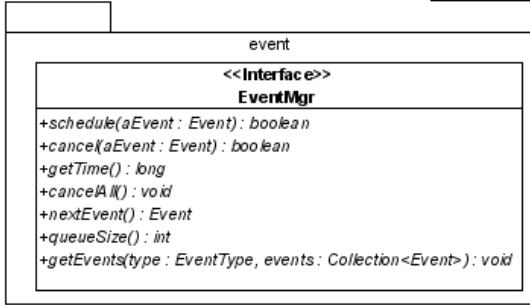 event
<<Interface>>
EventMgr
+schedule(aEvent : Event) : boolean
+cancel(aEvent : Event) : boolean
+getTime() : long
+cancelAll() : void
+nextEvent() : Event
+queueSize() : int
+getEvents(type : EventType, events : Collection<Event>) : void